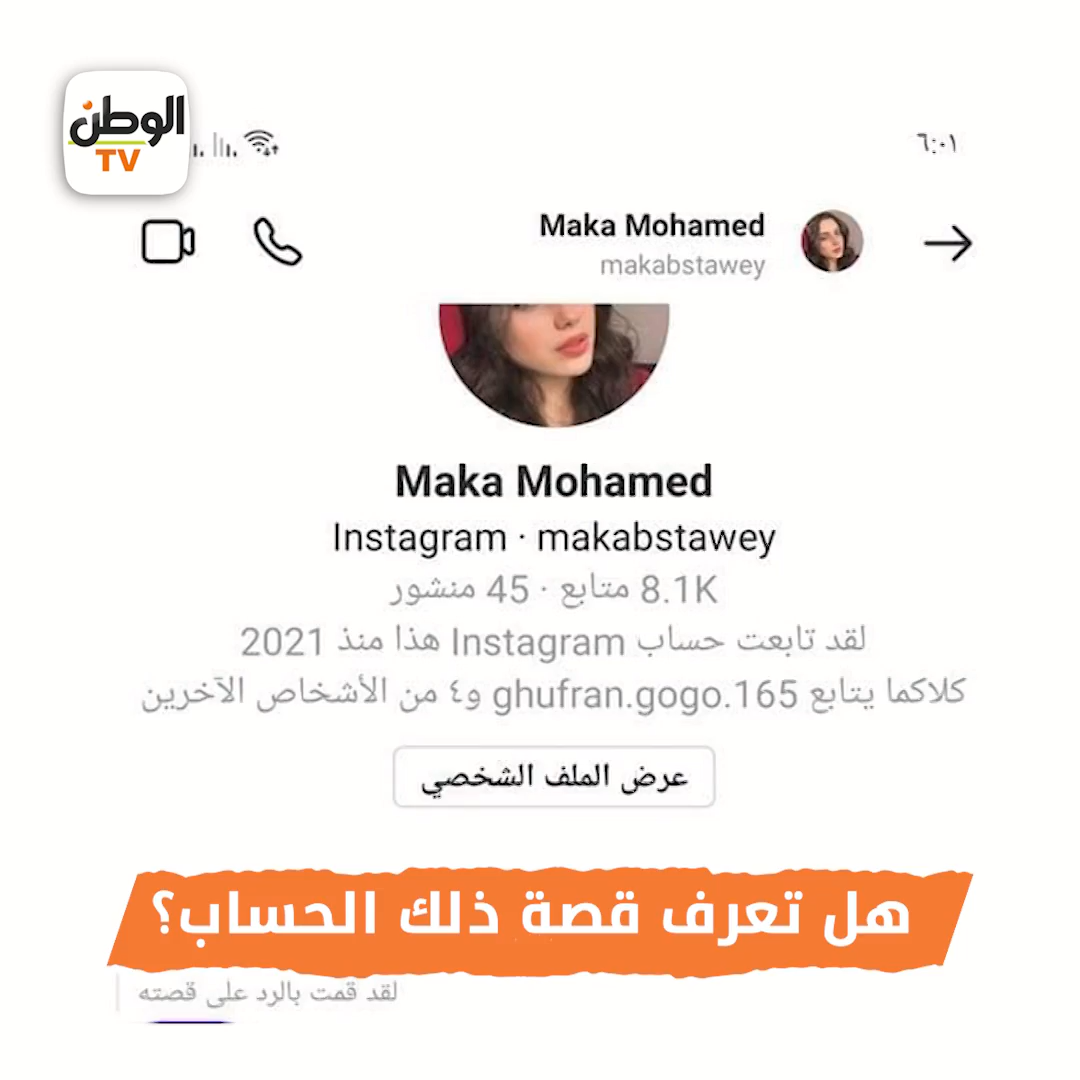 الوطن
TV
٦:٠١
Maka Mohamed
makabstawey
Maka Mohamed
Instagram · makabstawey
8.1K متابع · 45 منشور
لقد تابعت حساب Instagram هذا منذ 2021
كلاكما يتابع ghufran.gogo.165 و٤ من الأشخاص الآخرين
عرض الملف الشخصي
هل تعرف قصة ذلك الحساب؟
لقد قمت بالرد على قصته